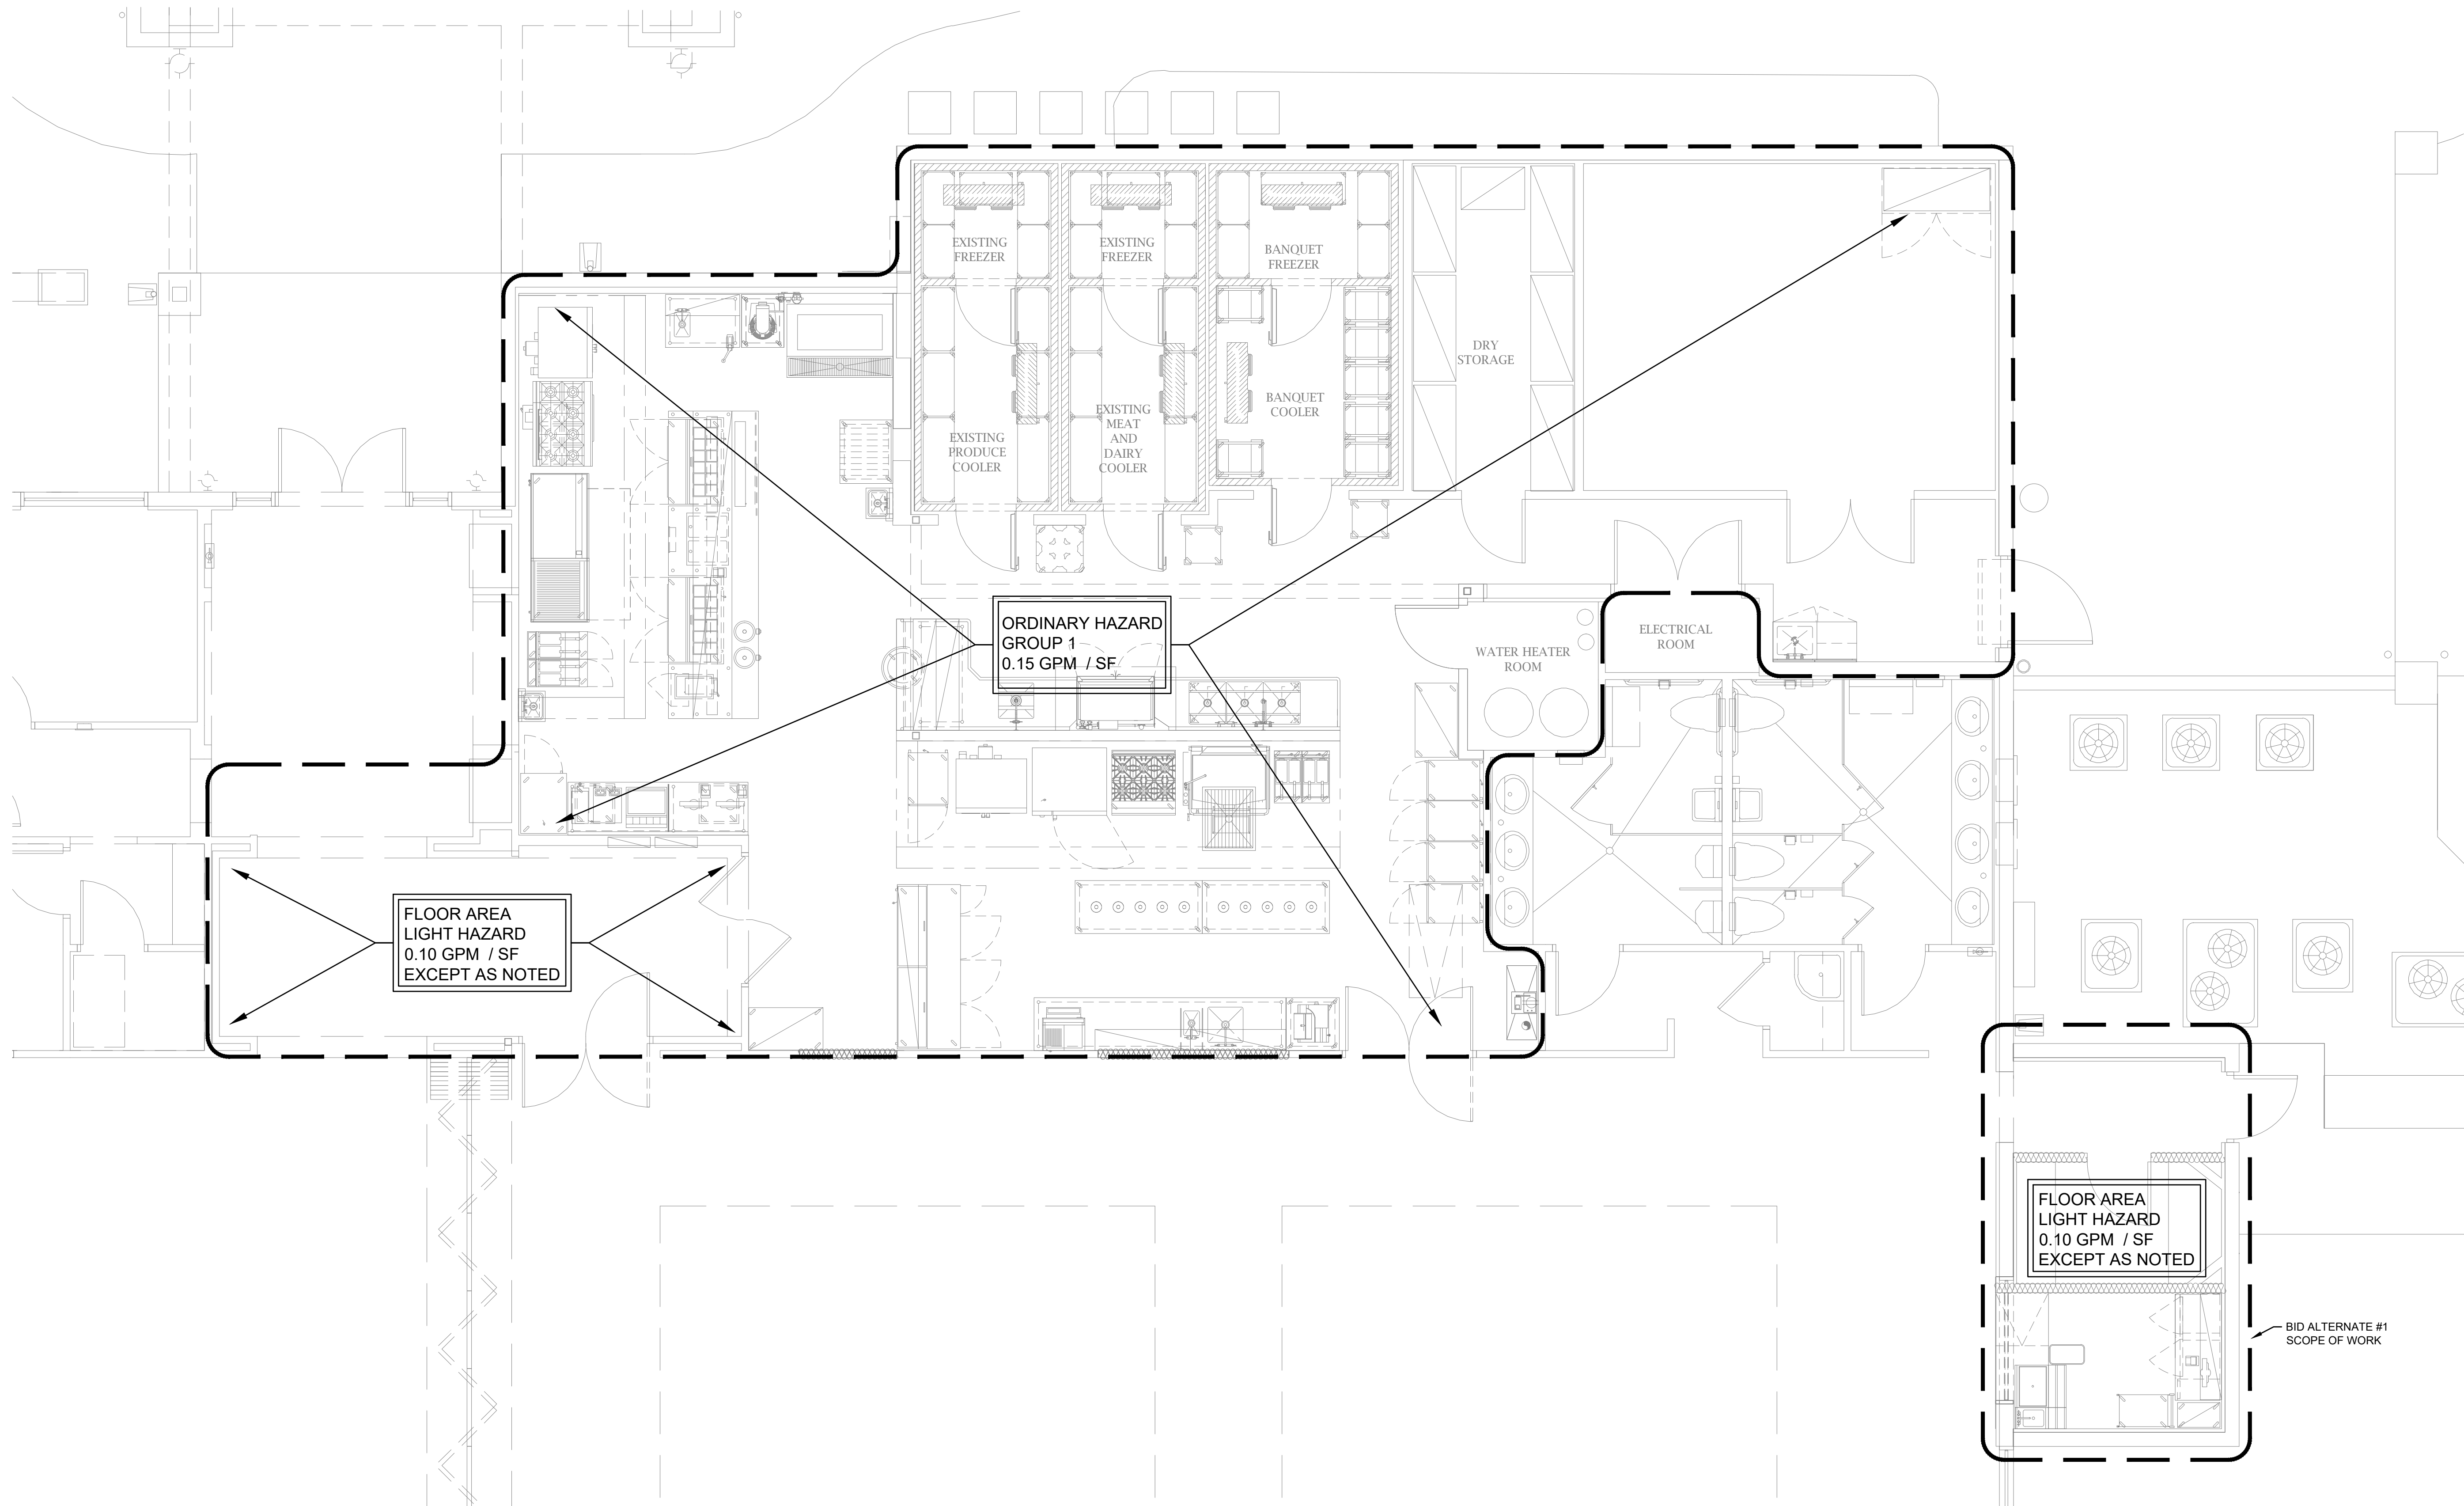 EXISTING
FREEZER
EXISTING
FREEZER
BANQUET
FREEZER
DRY
STORAGE
EXISTING
PRODUCE
COOLER
EXISTING
MEAT
AND
DAIRY
COOLER
BANQUET
COOLER
ORDINARY HAZARD
GROUP 1
0.15 GPM / SF
WATER HEATER
ROOM
ELECTRICAL
ROOM
FLOOR AREA
LIGHT HAZARD
0.10 GPM / SF
EXCEPT AS NOTED
FLOOR AREA
LIGHT HAZARD
0.10 GPM / SF
EXCEPT AS NOTED
BID ALTERNATE #1
SCOPE OF WORK